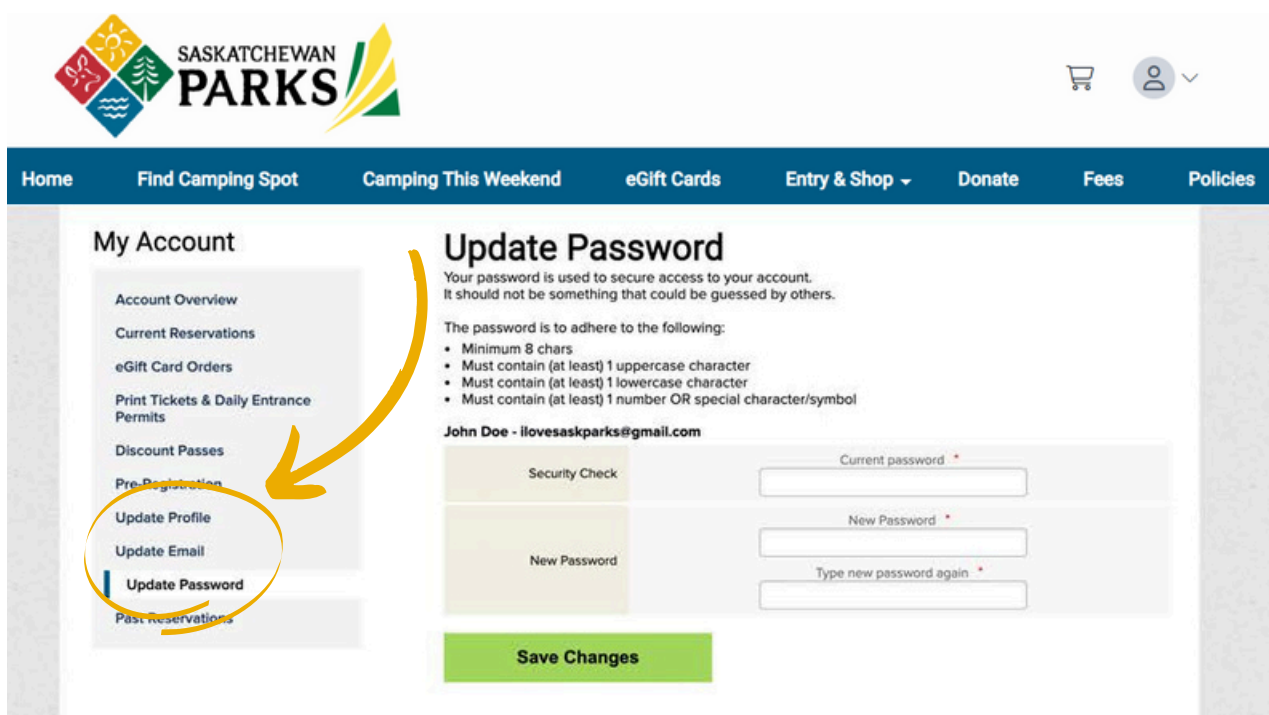 SASKATCHEWAN
PARKS
Home Find Camping Spot Camping This Weekend eGift Cards Entry & Shop Donate Fees Policies
My Account
Account Overview
Current Reservations
eGift Card Orders
Print Tickets & Daily Entrance
Permits
Discount Passes
Pre-Registration
Update Profile
Update Email
Update Password
Past Reservations
Update Password
Your password is used to secure access to your account.
It should not be something that could be guessed by others.
The password is to adhere to the following:
• Minimum 8 chars
• Must contain (at least) 1 uppercase character
• Must contain (at least) 1 lowercase character
• Must contain (at least) 1 number OR special character/symbol
John Doe - ilovesaskparks@gmail.com
Security Check
Current password *
New Password
New Password *
Type new password again *
Save Changes